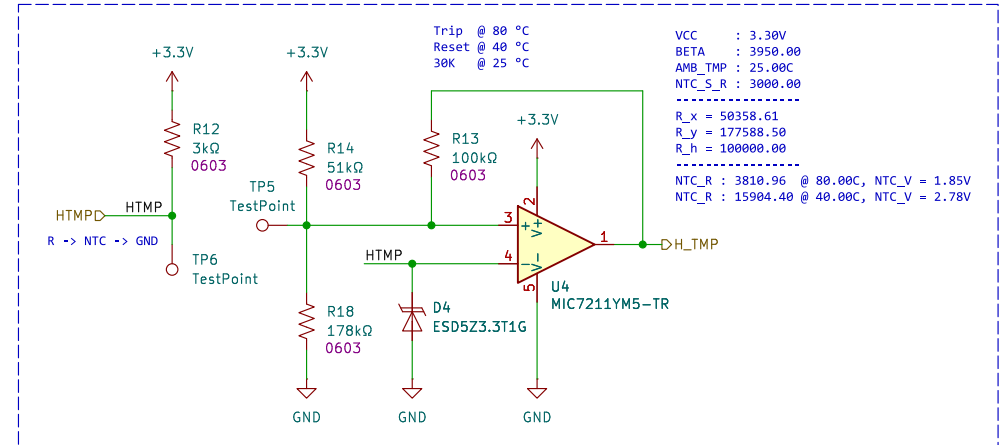 Trip  @ 80 °C
Reset @ 40 °C
30K   @ 25 °C
VCC     : 3.30V
BETA    : 3950.00
AMB_TMP : 25.00C
NTC_S_R : 3000.00
----------------
R_x = 50358.61
R_y = 177588.50
R_h = 100000.00
----------------
NTC_R : 3810.96  @ 80.00C, NTC_V = 1.85V
NTC_R : 15904.40 @ 40.00C, NTC_V = 2.78V
+3.3V
R12
3kΩ
0603
HTMP
HTMP
R -> NTC -> GND
TP6
TestPoint
+3.3V
R14
51kΩ
0603
TP5
TestPoint
R18
178kΩ
0603
GND
R13
100kΩ
0603
HTMP
D4
ESD5Z3.3T1G
GND
+3.3V
2
3
+
V+
1
4
-
V-
5
U4
MIC7211YM5-TR
GND
H_TMP